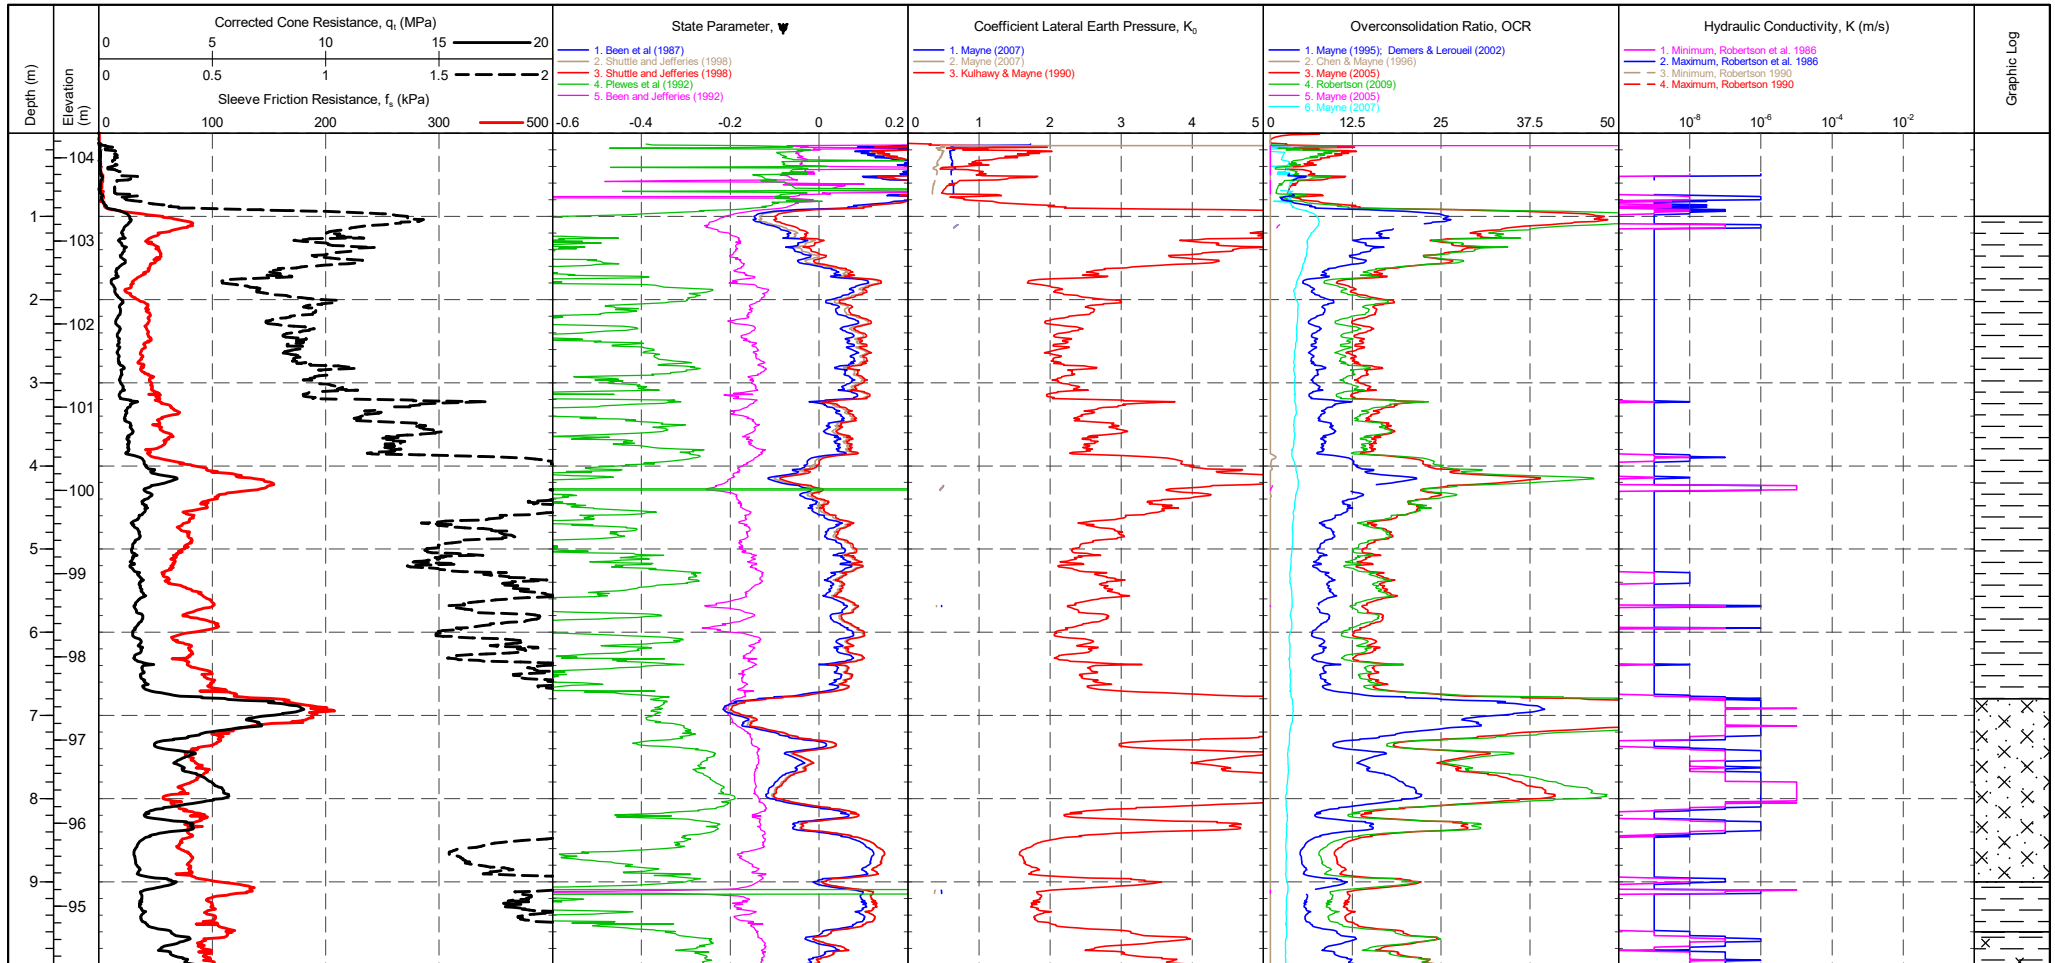 Depth (m)
Elevation (m)
Corrected Cone Resistance, qt (MPa)
0 5 10 15 20
0 0.5 1 1.5 2
Sleeve Friction Resistance, fs (kPa)
0 100 200 300 500
State Parameter, ψ
1. Been et al (1987)
2. Shuttle and Jefferies (1998)
3. Shuttle and Jefferies (1998)
4. Plewes et al (1992)
5. Been and Jefferies (1992)
-0.6 -0.4 -0.2 0 0.2
Coefficient Lateral Earth Pressure, K0
1. Mayne (2007)
2. Mayne (2007)
3. Kulhawy & Mayne (1990)
0 1 2 3 4 5
Overconsolidation Ratio, OCR
1. Mayne (1995); Demers & Leroueil (2002)
2. Chen & Mayne (1996)
3. Mayne (2005)
4. Robertson (2009)
5. Mayne (2005)
6. Mayne (2007)
0 12.5 25 37.5 50
Hydraulic Conductivity, K (m/s)
1. Minimum, Robertson et al. 1986
2. Maximum, Robertson et al. 1986
3. Minimum, Robertson 1990
4. Maximum, Robertson 1990
10-8 10-6 10-4 10-2
Graphic Log
104
1
103
2
102
3
101
4
100
5
99
6
98
7
97
8
96
9
95